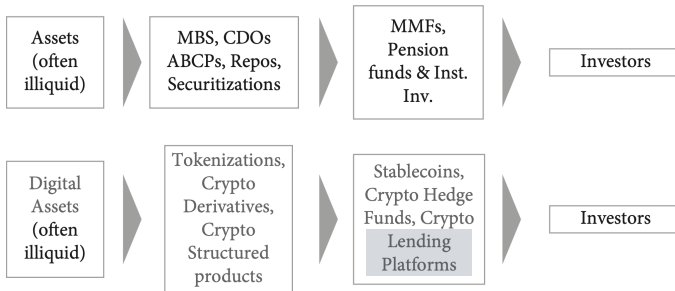 Assets
(often
illiquid)
MBS, CDOs
ABCPs, Repos,
Securitizations
MMFs,
Pension
funds & Inst.
Inv.
Investors
Digital
Assets
(often
illiquid)
Tokenizations,
Crypto
Derivatives,
Crypto
Structured
products
Stablecoins,
Crypto Hedge
Funds, Crypto
Lending
Platforms
Investors